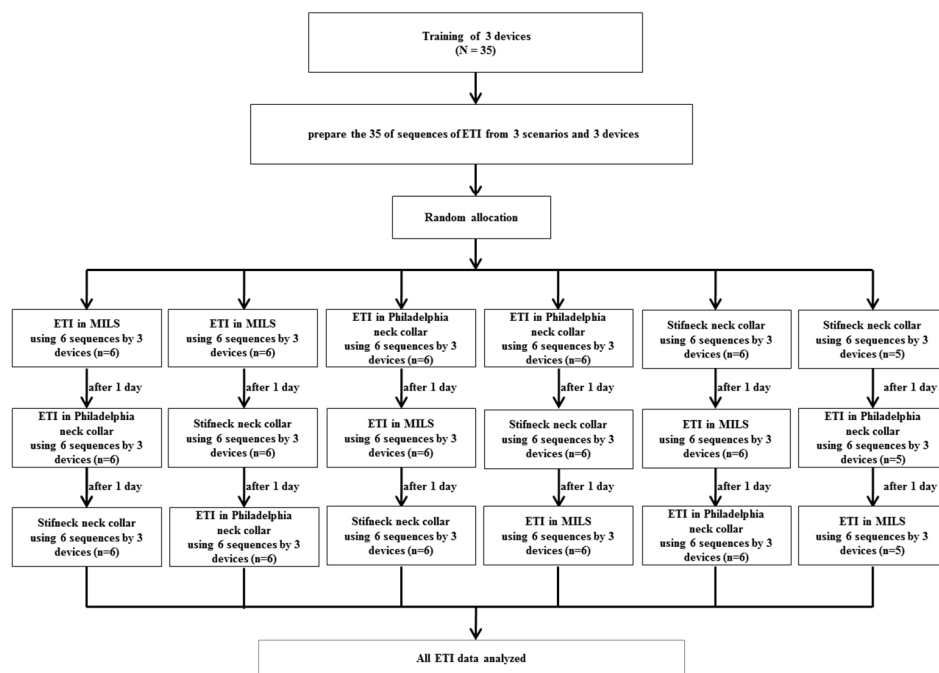 Training of 3 devices
(N = 35)
prepare the 35 of sequences of ETI from 3 scenarios and 3 devices
Random allocation
ETI in MILS
using 6 sequences by 3
devices (n=6)
ETI in MILS
using 6 sequences by 3
devices (n=6)
ETI in Philadelphia
neck collar
using 6 sequences by 3
devices (n=6)
ETI in Philadelphia
neck collar
using 6 sequences by 3
devices (n=6)
Stifneck neck collar
using 6 sequences by 3
devices (n=6)
Stifneck neck collar
using 6 sequences by 3
devices (n=5)
after 1 day
after 1 day
after 1 day
after 1 day
after 1 day
after 1 day
ETI in Philadelphia
neck collar
using 6 sequences by 3
devices (n=6)
Stifneck neck collar
using 6 sequences by 3
devices (n=6)
ETI in MILS
using 6 sequences by 3
devices (n=6)
Stifneck neck collar
using 6 sequences by 3
devices (n=6)
ETI in MILS
using 6 sequences by 3
devices (n=6)
ETI in Philadelphia
neck collar
using 6 sequences by 3
devices (n=5)
after 1 day
after 1 day
after 1 day
after 1 day
after 1 day
after 1 day
Stifneck neck collar
using 6 sequences by 3
devices (n=6)
ETI in Philadelphia
neck collar
using 6 sequences by 3
devices (n=6)
Stifneck neck collar
using 6 sequences by 3
devices (n=6)
ETI in MILS
using 6 sequences by 3
devices (n=6)
ETI in Philadelphia
neck collar
using 6 sequences by 3
devices (n=6)
ETI in MILS
using 6 sequences by 3
devices (n=5)
All ETI data analyzed